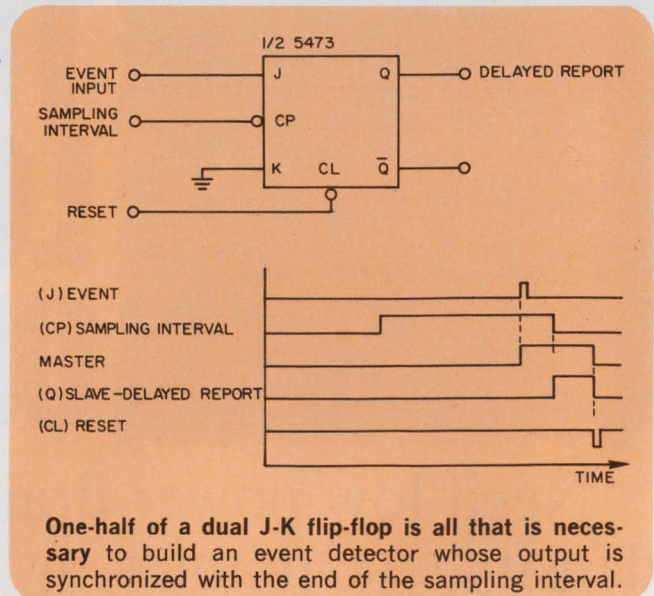 1/2 5473
EVENT INPUT
J
Q
DELAYED REPORT
SAMPLING INTERVAL
CP
K
CL
Q̅
RESET
(J) EVENT
(CP) SAMPLING INTERVAL
MASTER
(Q) SLAVE-DELAYED REPORT
(CL) RESET
TIME
One-half of a dual J-K flip-flop is all that is neces-
sary to build an event detector whose output is
synchronized with the end of the sampling interval.